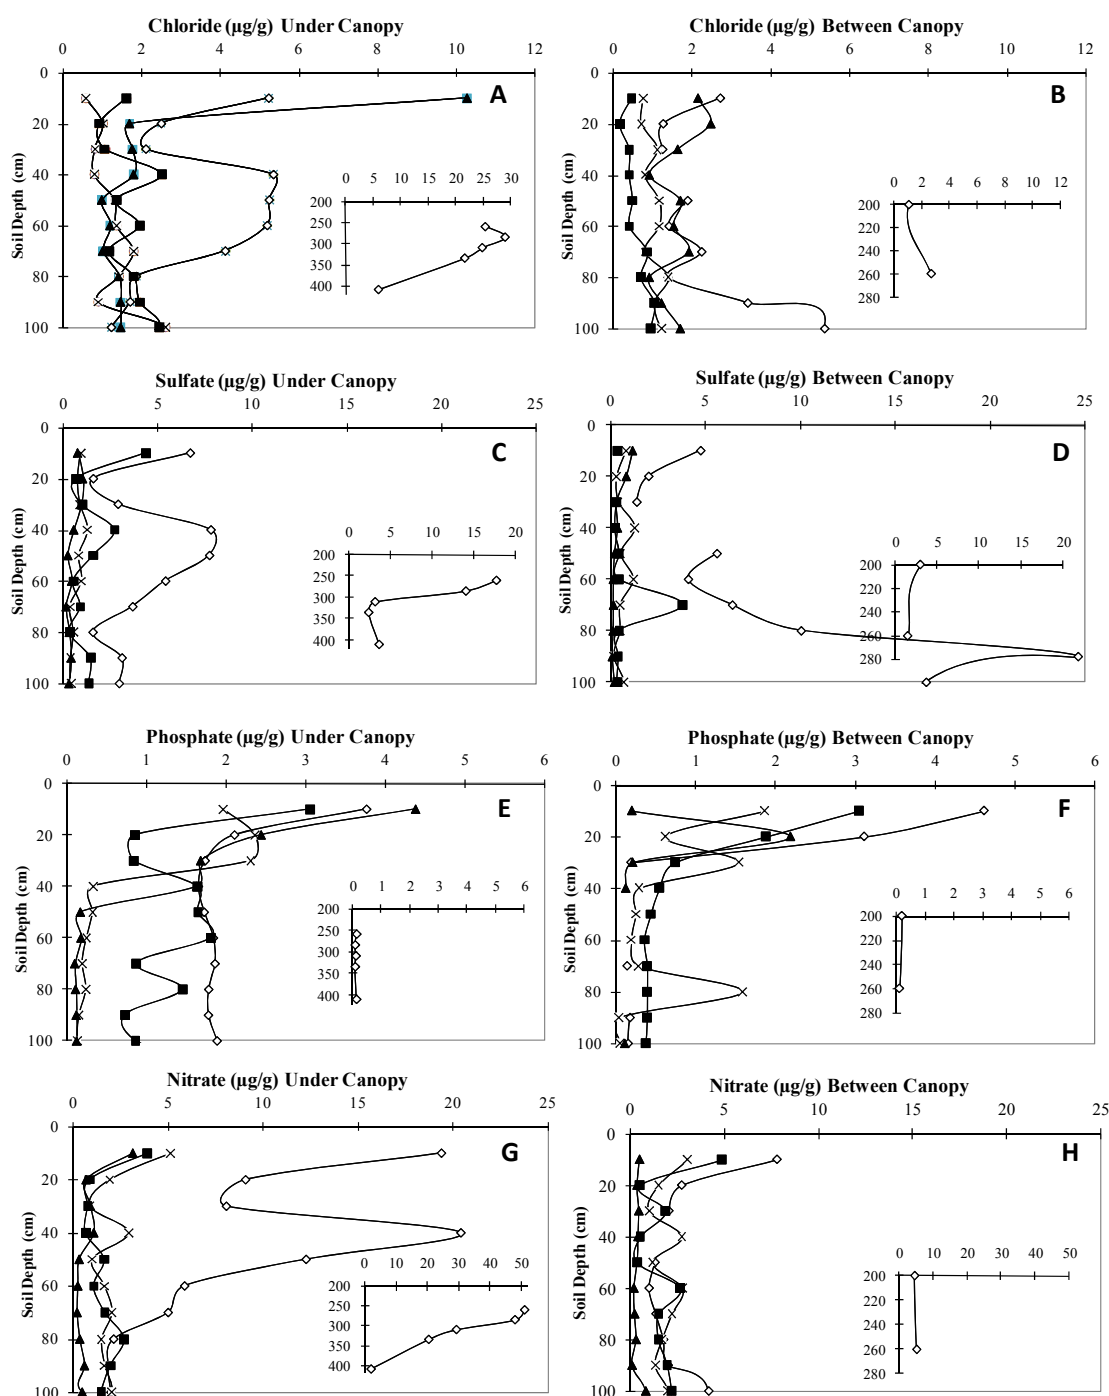 Chloride (µg/g) Under Canopy
0 2 4 6 8 10 12
0
20
40
60
80
100
Soil Depth (cm)
A
0 5 10 15 20 25 30
200
250
300
350
400
Chloride (µg/g) Between Canopy
0 2 4 6 8 10 12
0
20
40
60
80
100
Soil Depth (cm)
B
0 2 4 6 8 10 12
200
220
240
260
280
Sulfate (µg/g) Under Canopy
0 5 10 15 20 25
0
20
40
60
80
100
Soil Depth (cm)
C
0 5 10 15 20
200
250
300
350
400
Sulfate (µg/g) Between Canopy
0 5 10 15 20 25
0
20
40
60
80
100
Soil Depth (cm)
D
0 5 10 15 20
200
220
240
260
280
Phosphate (µg/g) Under Canopy
0 1 2 3 4 5 6
0
20
40
60
80
100
Soil Depth (cm)
E
0 1 2 3 4 5 6
200
250
300
350
400
Phosphate (µg/g) Between Canopy
0 1 2 3 4 5 6
0
20
40
60
80
100
Soil Depth (cm)
F
0 1 2 3 4 5 6
200
220
240
260
280
Nitrate (µg/g) Under Canopy
0 5 10 15 20 25
0
20
40
60
80
100
Soil Depth (cm)
G
0 10 20 30 40 50
200
250
300
350
400
Nitrate (µg/g) Between Canopy
0 5 10 15 20 25
0
20
40
60
80
100
Soil Depth (cm)
H
0 10 20 30 40 50
200
220
240
260
280